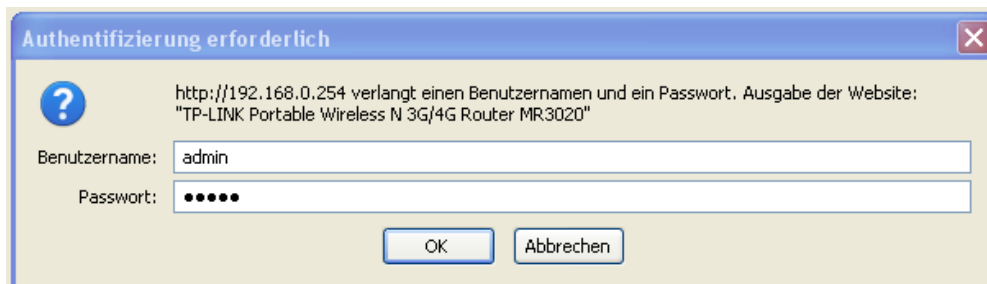 Authentifizierung erforderlich
http://192.168.0.254 verlangt einen Benutzernamen und ein Passwort. Ausgabe der Website:
"TP-LINK Portable Wireless N 3G/4G Router MR3020"
Benutzername: admin
Passwort: •••••
OK Abbrechen